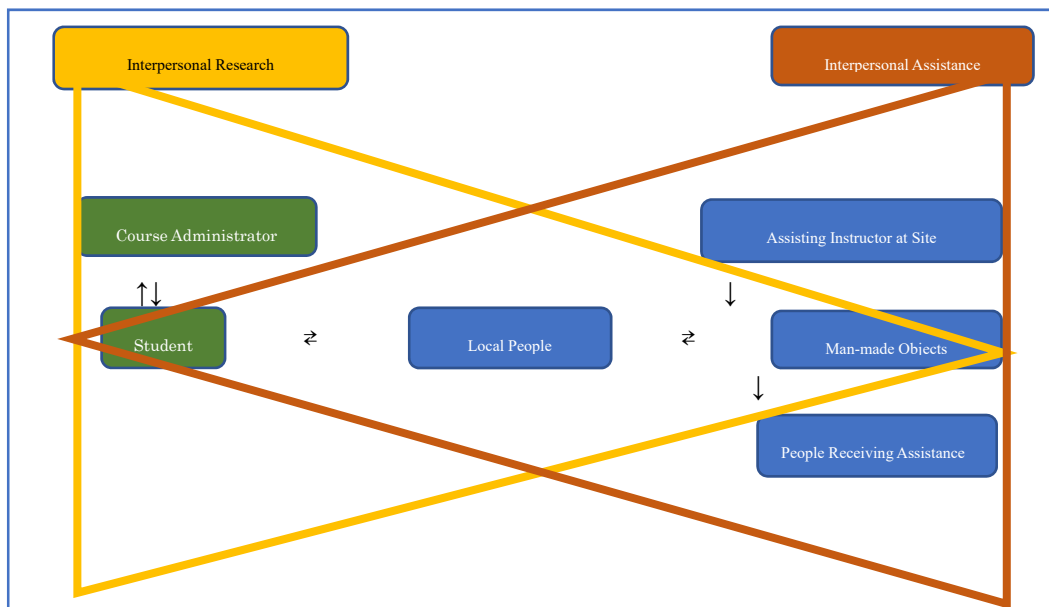 Interpersonal Research
Interpersonal Assistance
Course Administrator
Assisting Instructor at Site
↑↓
↓
Student
⇄
Local People
⇄
Man-made Objects
↓
People Receiving Assistance